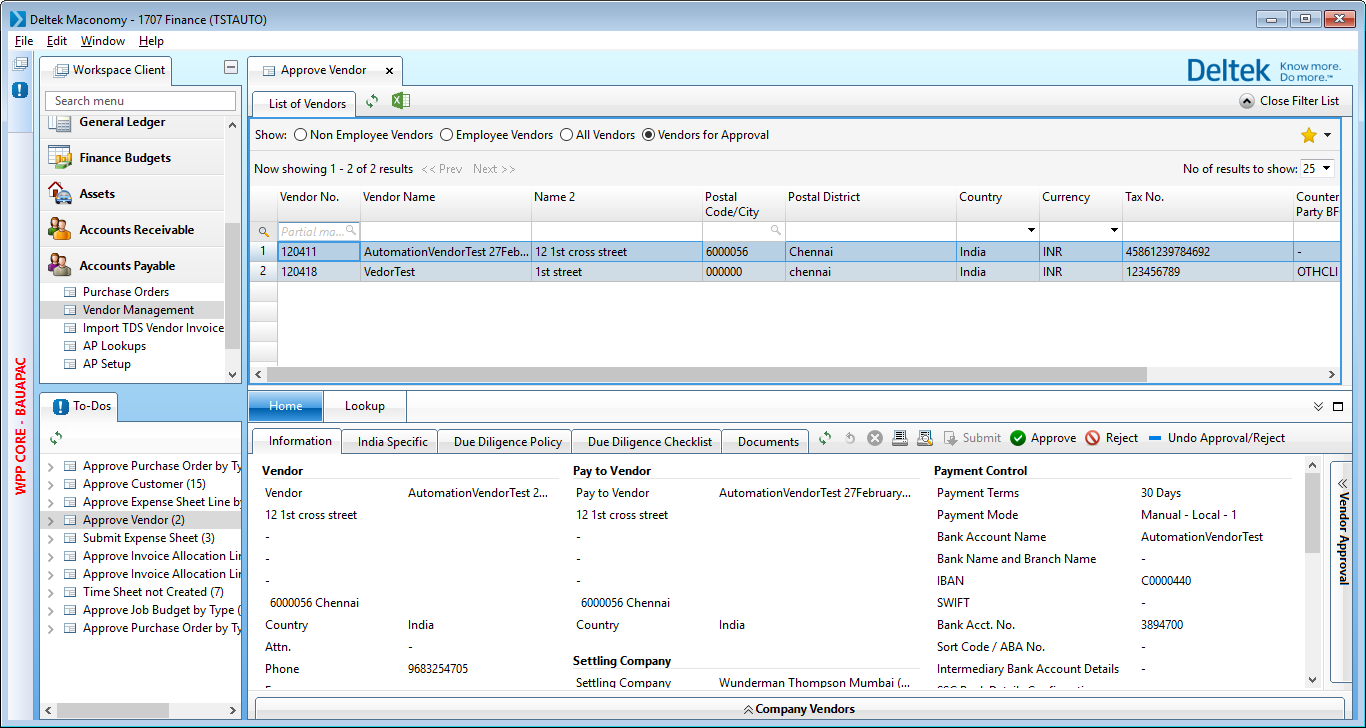 Deltek Maconomy - 1707 Finance (TSTAUTO)
File Edit Window Help
Workspace Client
Search menu
General Ledger
Finance Budgets
Assets
Accounts Receivable
Accounts Payable
Purchase Orders
Vendor Management
Import TDS Vendor Invoice
AP Lookups
AP Setup
WPP CORE - BAUAPAC
To-Dos
Approve Purchase Order by Ty
Approve Customer (15)
Approve Expense Sheet Line by
Approve Vendor (2)
Submit Expense Sheet (3)
Approve Invoice Allocation Lin
Approve Invoice Allocation Lin
Time Sheet not Created (7)
Approve Job Budget by Type (
Approve Purchase Order by Ty
Approve Vendor
Deltek Know more.
Do more.™
List of Vendors Close Filter List
Show: Non Employee Vendors Employee Vendors All Vendors Vendors for Approval
Now showing 1 - 2 of 2 results << Prev Next >> No of results to show: 25
Vendor No. Vendor Name Name 2 Postal Code/City Postal District Country Currency Tax No. Counter Party BF
Partial ma...
1 120411 AutomationVendorTest 27Feb... 12 1st cross street 6000056 Chennai India INR 45861239784692 -
2 120418 VedorTest 1st street 000000 chennai India INR 123456789 OTHCLI
Home Lookup
Information India Specific Due Diligence Policy Due Diligence Checklist Documents Submit Approve Reject Undo Approval/Reject
Vendor
Vendor AutomationVendorTest 2...
12 1st cross street
-
-
-
6000056 Chennai
Country India
Attn. -
Phone 9683254705
Pay to Vendor
Pay to Vendor AutomationVendorTest 27February...
12 1st cross street
-
-
-
6000056 Chennai
Country India
Settling Company
Settling Company Wunderman Thompson Mumbai (...
Payment Control
Payment Terms 30 Days
Payment Mode Manual - Local - 1
Bank Account Name AutomationVendorTest
Bank Name and Branch Name -
IBAN C0000440
SWIFT -
Bank Acct. No. 3894700
Sort Code / ABA No. -
Intermediary Bank Account Details -
Vendor Approval
Company Vendors